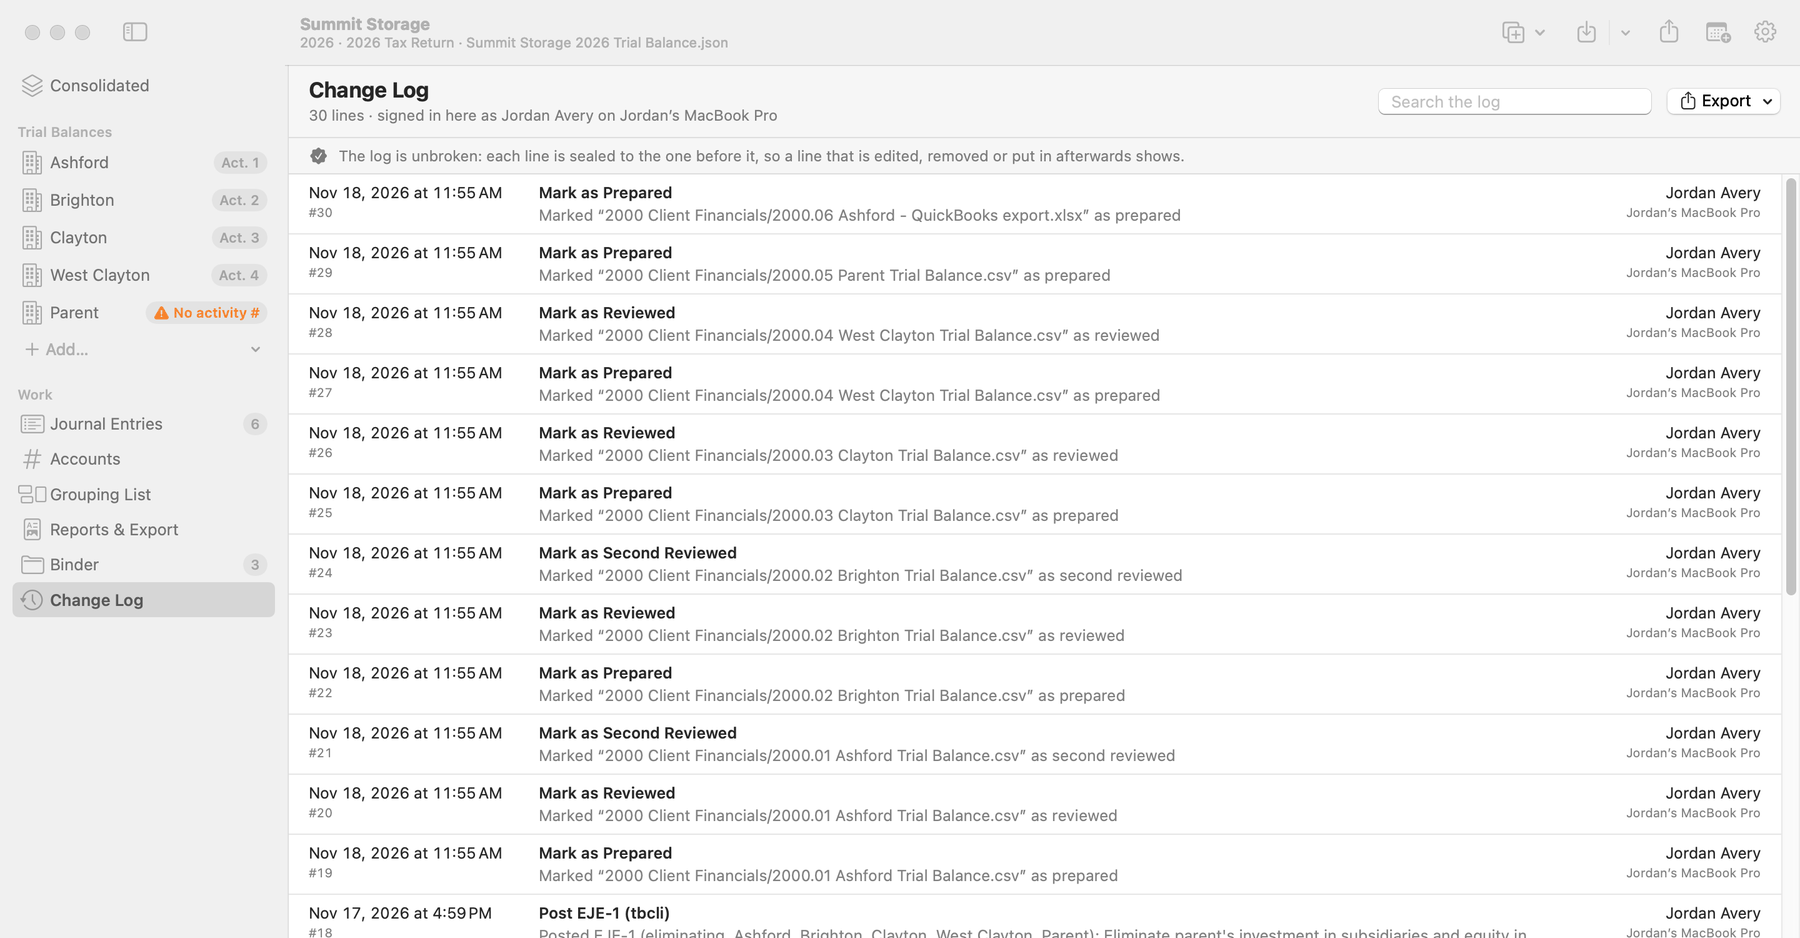 Summit Storage
2026 · 2026 Tax Return · Summit Storage 2026 Trial Balance.json
Consolidated
Trial Balances
Ashford Act. 1
Brighton Act. 2
Clayton Act. 3
West Clayton Act. 4
Parent No activity #
Add...
Work
Journal Entries 6
Accounts
Grouping List
Reports & Export
Binder 3
Change Log
Change Log
30 lines · signed in here as Jordan Avery on Jordan’s MacBook Pro
Search the log
Export
The log is unbroken: each line is sealed to the one before it, so a line that is edited, removed or put in afterwards shows.
Nov 18, 2026 at 11:55 AM Mark as Prepared Jordan Avery
#30 Marked “2000 Client Financials/2000.06 Ashford - QuickBooks export.xlsx” as prepared Jordan’s MacBook Pro
Nov 18, 2026 at 11:55 AM Mark as Prepared Jordan Avery
#29 Marked “2000 Client Financials/2000.05 Parent Trial Balance.csv” as prepared Jordan’s MacBook Pro
Nov 18, 2026 at 11:55 AM Mark as Reviewed Jordan Avery
#28 Marked “2000 Client Financials/2000.04 West Clayton Trial Balance.csv” as reviewed Jordan’s MacBook Pro
Nov 18, 2026 at 11:55 AM Mark as Prepared Jordan Avery
#27 Marked “2000 Client Financials/2000.04 West Clayton Trial Balance.csv” as prepared Jordan’s MacBook Pro
Nov 18, 2026 at 11:55 AM Mark as Reviewed Jordan Avery
#26 Marked “2000 Client Financials/2000.03 Clayton Trial Balance.csv” as reviewed Jordan’s MacBook Pro
Nov 18, 2026 at 11:55 AM Mark as Prepared Jordan Avery
#25 Marked “2000 Client Financials/2000.03 Clayton Trial Balance.csv” as prepared Jordan’s MacBook Pro
Nov 18, 2026 at 11:55 AM Mark as Second Reviewed Jordan Avery
#24 Marked “2000 Client Financials/2000.02 Brighton Trial Balance.csv” as second reviewed Jordan’s MacBook Pro
Nov 18, 2026 at 11:55 AM Mark as Reviewed Jordan Avery
#23 Marked “2000 Client Financials/2000.02 Brighton Trial Balance.csv” as reviewed Jordan’s MacBook Pro
Nov 18, 2026 at 11:55 AM Mark as Prepared Jordan Avery
#22 Marked “2000 Client Financials/2000.02 Brighton Trial Balance.csv” as prepared Jordan’s MacBook Pro
Nov 18, 2026 at 11:55 AM Mark as Second Reviewed Jordan Avery
#21 Marked “2000 Client Financials/2000.01 Ashford Trial Balance.csv” as second reviewed Jordan’s MacBook Pro
Nov 18, 2026 at 11:55 AM Mark as Reviewed Jordan Avery
#20 Marked “2000 Client Financials/2000.01 Ashford Trial Balance.csv” as reviewed Jordan’s MacBook Pro
Nov 18, 2026 at 11:55 AM Mark as Prepared Jordan Avery
#19 Marked “2000 Client Financials/2000.01 Ashford Trial Balance.csv” as prepared Jordan’s MacBook Pro
Nov 17, 2026 at 4:59 PM Post EJE-1 (tbcli) Jordan Avery
#18 Posted EJE-1 (eliminating, Ashford, Brighton, Clayton, West Clayton, Parent): Eliminate parent's investment in subsidiaries and equity in Jordan’s MacBook Pro